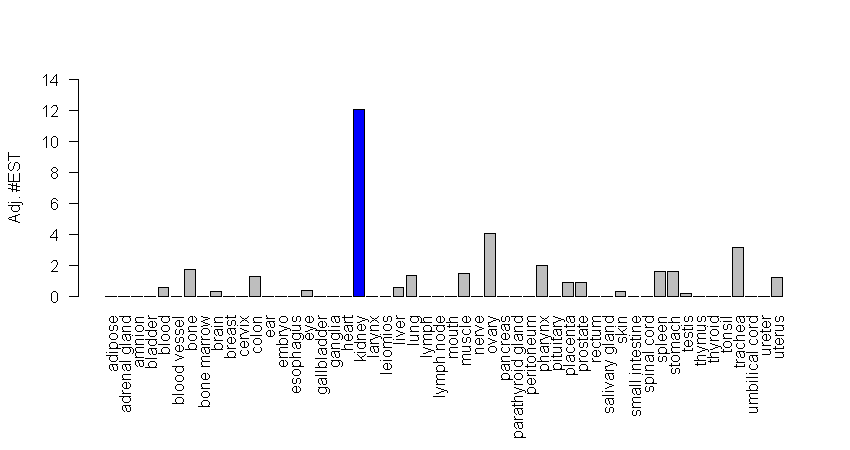 Adj. #EST
14
12
10
8
6
4
2
0
adipose
adrenal gland
amnion
bladder
blood
blood vessel
bone
bone marrow
brain
breast
cervix
colon
ear
embryo
esophagus
eye
gallbladder
ganglia
heart
kidney
larynx
leiomios
liver
lung
lymph
lymph node
mouth
muscle
nerve
ovary
pancreas
parathyroid gland
peritoneum
pharynx
pituitary
placenta
prostate
rectum
salivary gland
skin
small intestine
spinal cord
spleen
stomach
testis
thymus
thyroid
tonsil
trachea
umbilical cord
ureter
uterus